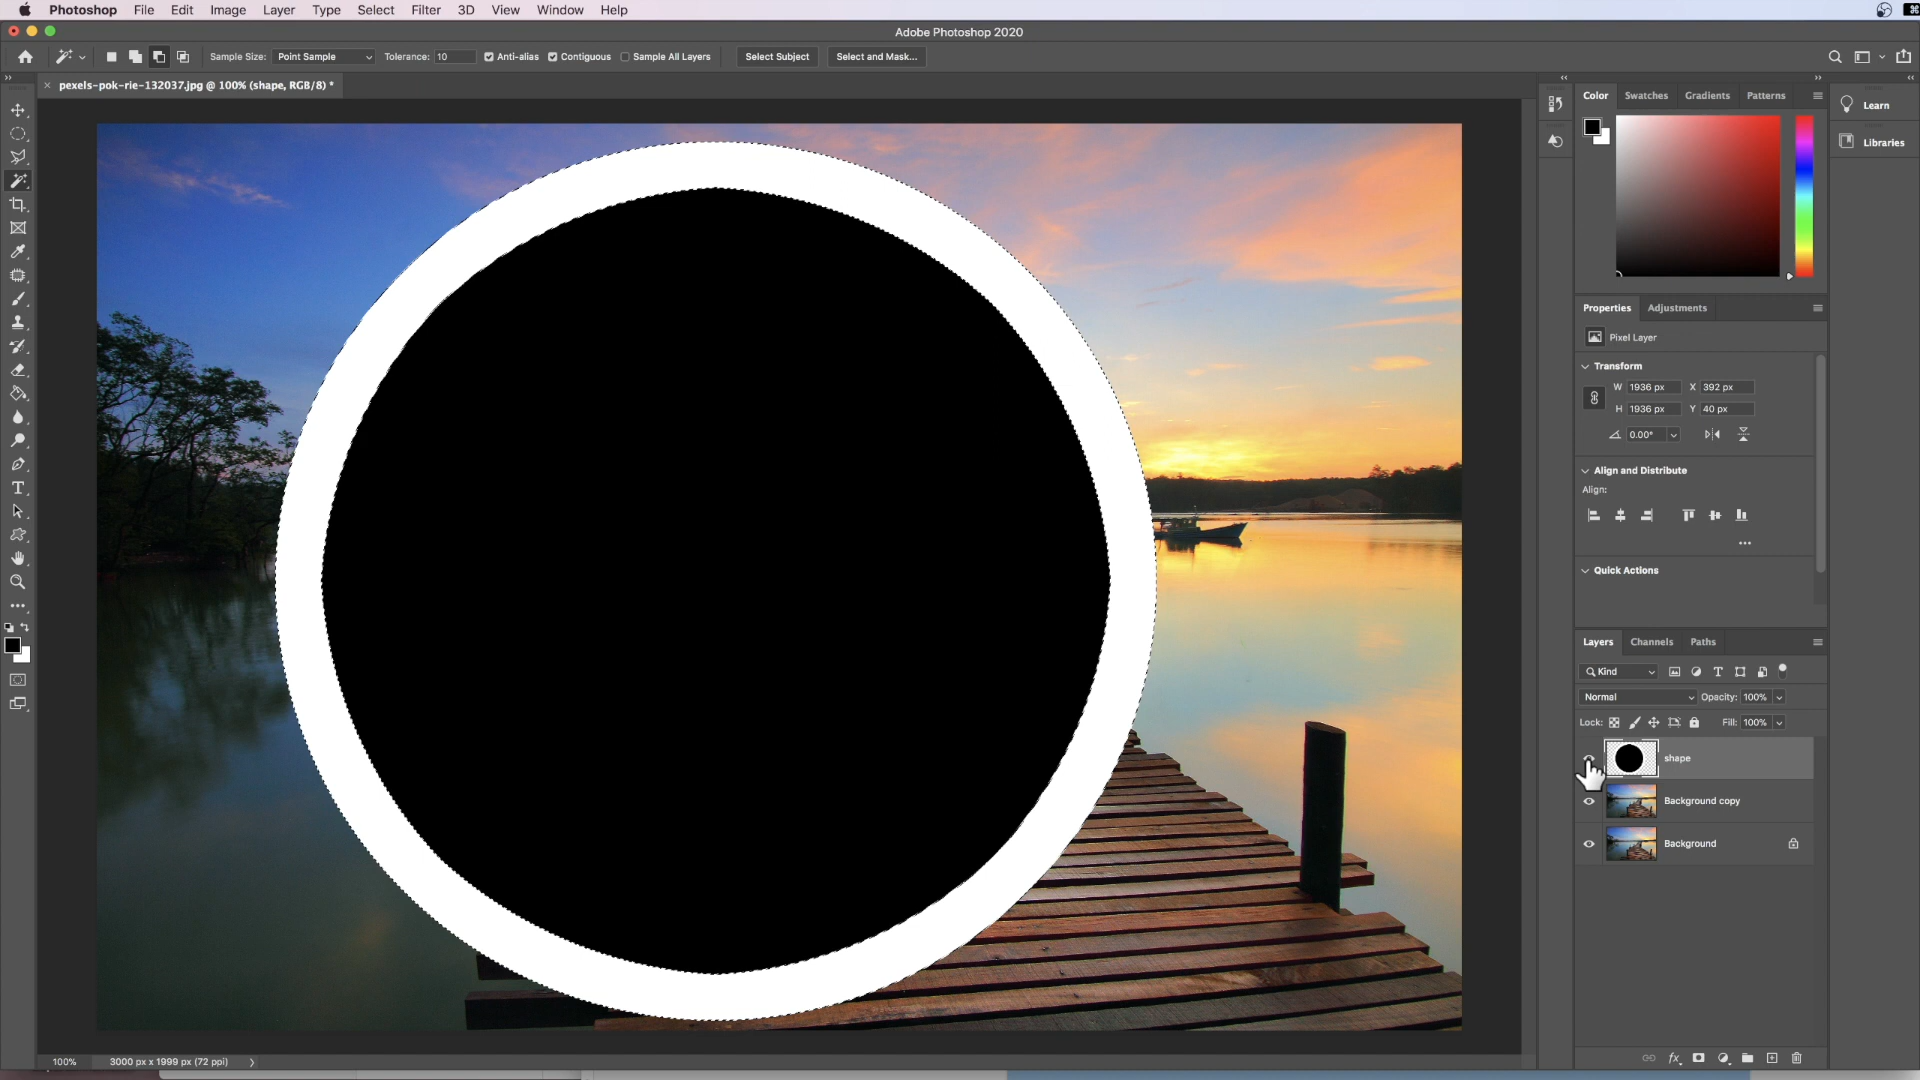 Photoshop File Edit Image Layer Type Select Filter 3D View Window Help
Adobe Photoshop 2020
Sample Size: Point Sample Tolerance: 10 Anti-alias Contiguous Sample All Layers Select Subject Select and Mask...
pexels-pok-rie-132037.jpg @ 100% (shape, RGB/8) *
Color Swatches Gradients Patterns
Learn
Libraries
Properties Adjustments
Pixel Layer
Transform
W 1936 px X 392 px
H 1936 px Y 40 px
0.00°
Align and Distribute
Align:
Quick Actions
Layers Channels Paths
Kind
Normal Opacity: 100%
Lock: Fill: 100%
shape
Background copy
Background
100% 3000 px x 1999 px (72 ppi)